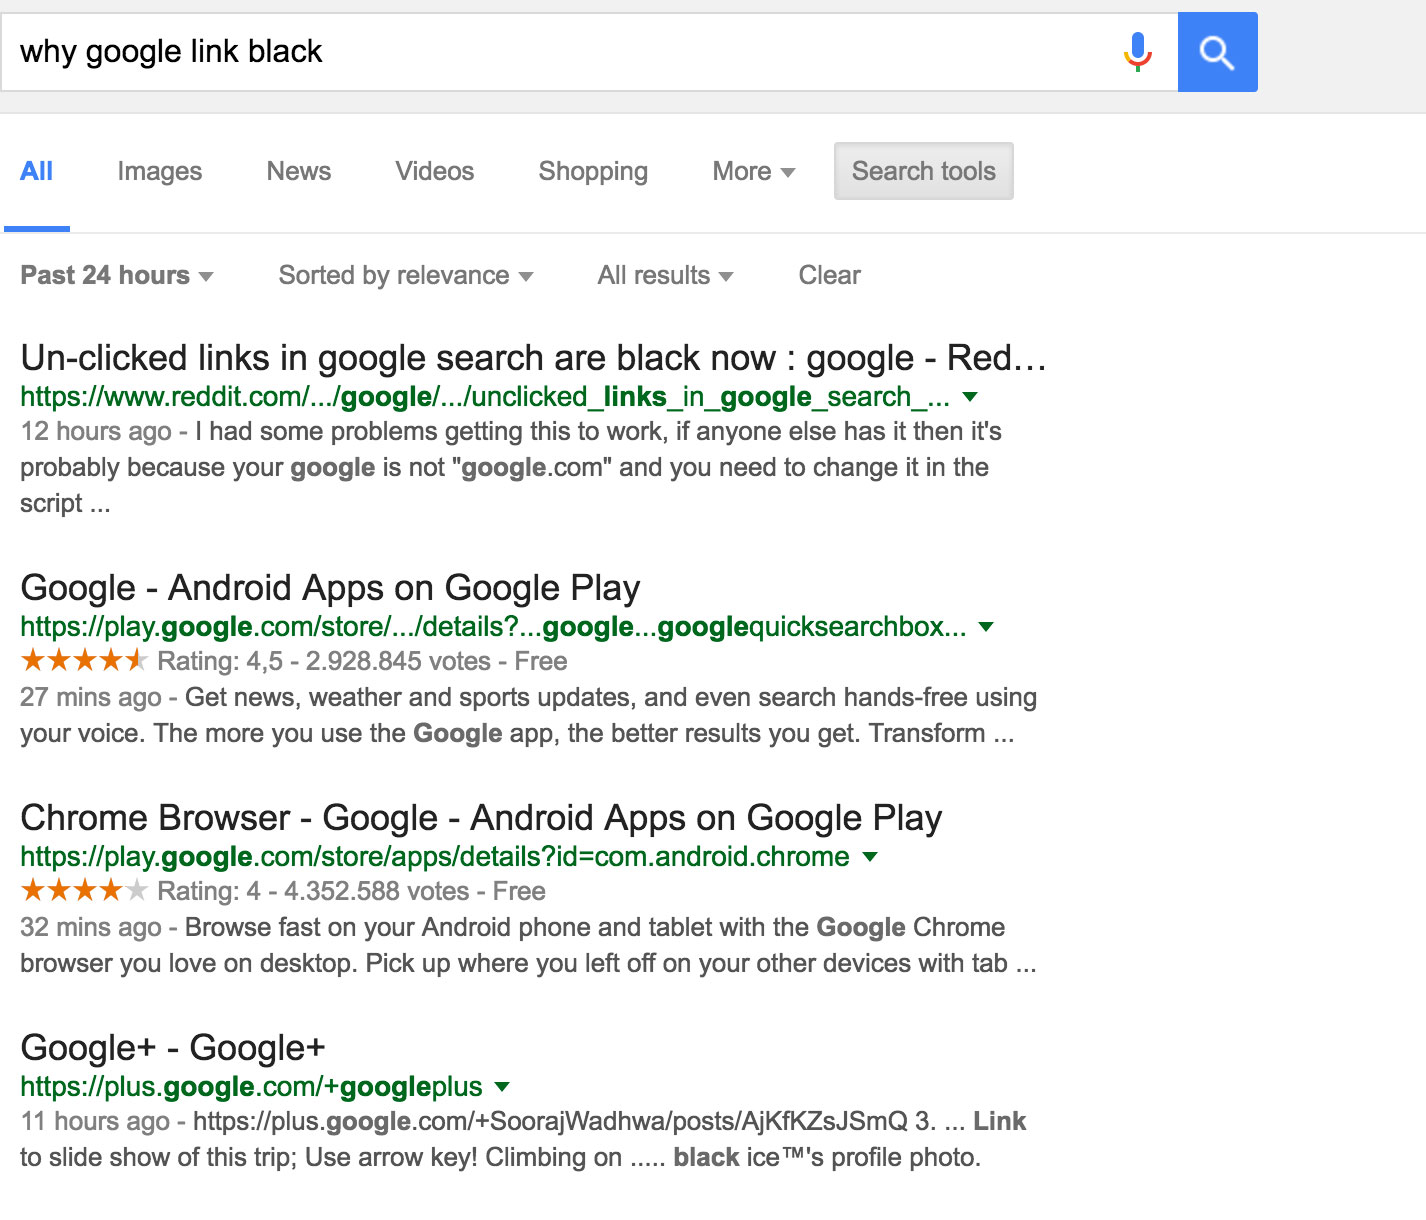 why google link black
All Images News Videos Shopping More Search tools
Past 24 hours Sorted by relevance All results Clear
Un-clicked links in google search are black now : google - Red...
https://www.reddit.com/.../google/.../unclicked_links_in_google_search_...
12 hours ago - I had some problems getting this to work, if anyone else has it then it's
probably because your google is not "google.com" and you need to change it in the
script ...
Google - Android Apps on Google Play
https://play.google.com/store/.../details?...google...googlequicksearchbox...
Rating: 4,5 - 2.928.845 votes - Free
27 mins ago - Get news, weather and sports updates, and even search hands-free using
your voice. The more you use the Google app, the better results you get. Transform ...
Chrome Browser - Google - Android Apps on Google Play
https://play.google.com/store/apps/details?id=com.android.chrome
Rating: 4 - 4.352.588 votes - Free
32 mins ago - Browse fast on your Android phone and tablet with the Google Chrome
browser you love on desktop. Pick up where you left off on your other devices with tab ...
Google+ - Google+
https://plus.google.com/+googleplus
11 hours ago - https://plus.google.com/+SoorajWadhwa/posts/AjKfKZsJSmQ 3. ... Link
to slide show of this trip; Use arrow key! Climbing on ..... black ice™'s profile photo.